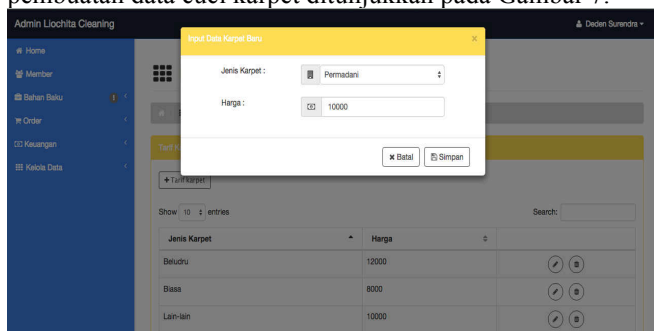 pembuatan data cuci karpet ditunjukkan pada Gambar 7.
Admin Liochita Cleaning
Deden Surendra
Input Data Karpet Baru
×
Home
Member
Bahan Baku
Order
Keuangan
Kelola Data
Jenis Karpet :
Permadani
Harga :
10000
Batal
Simpan
Tarif K
+Tarif karpet
Show 10 entries
Search:
Jenis Karpet Harga
Beludru 12000
Biasa 8000
Lain-lain 10000